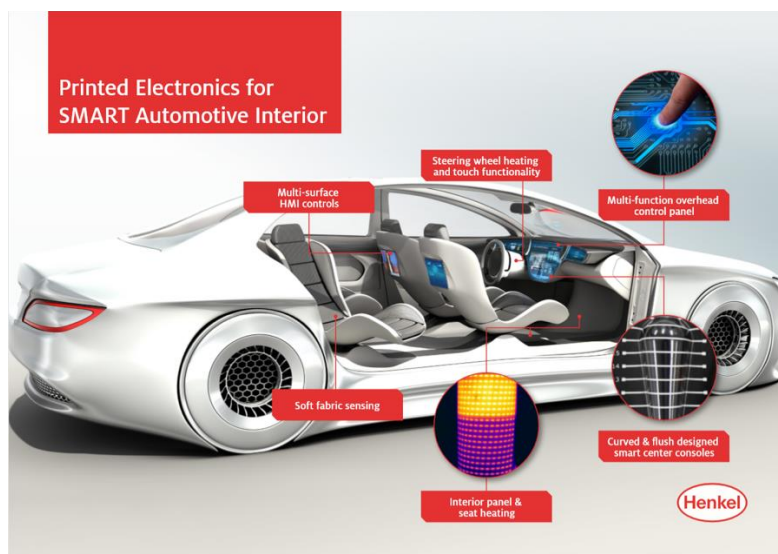 Printed Electronics for
SMART Automotive Interior
Steering wheel heating
and touch functionality
Multi-surface
HMI controls
Multi-function overhead
control panel
Soft fabric sensing
Curved & flush designed
smart center consoles
Interior panel &
seat heating
Henkel